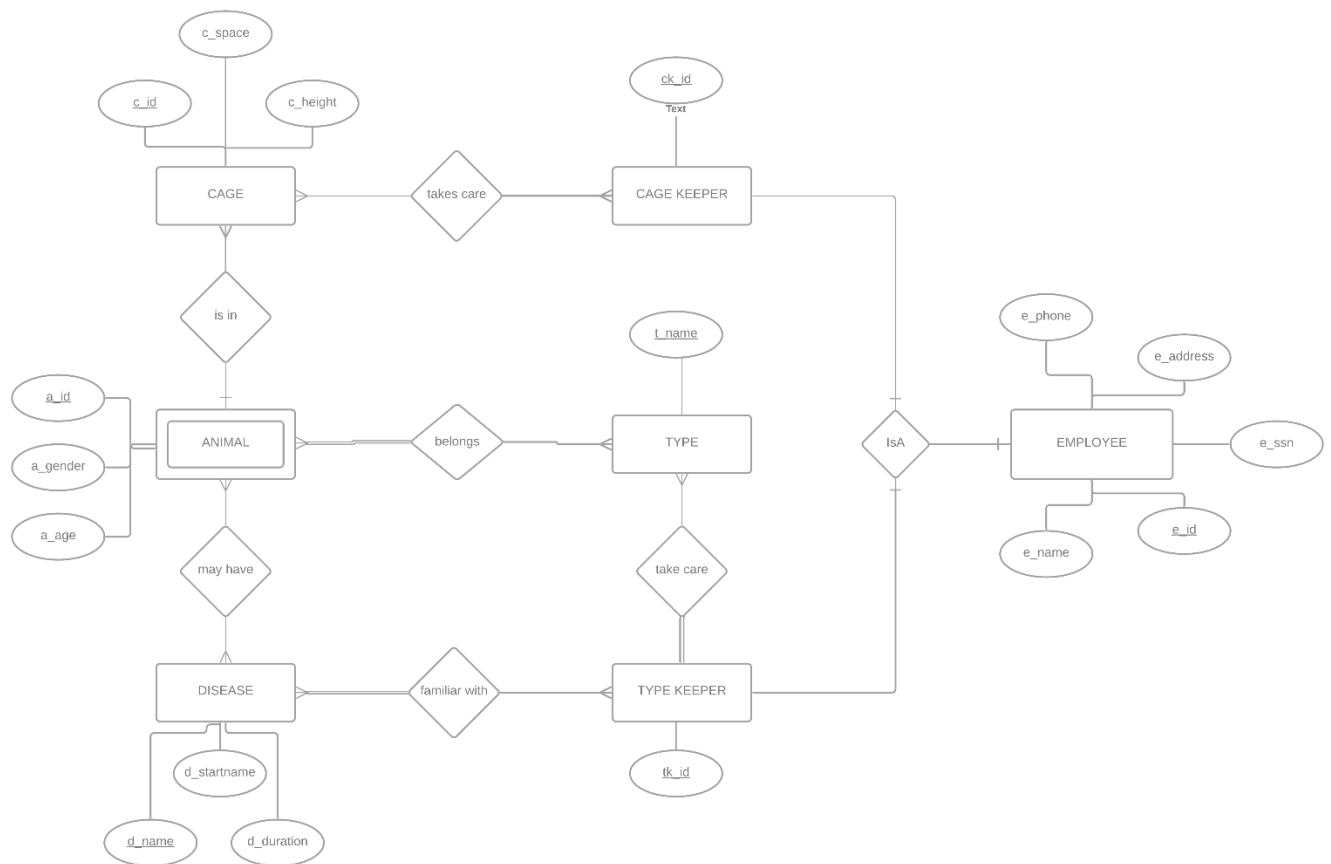 c_space
c_id
c_height
ck_id
Text
CAGE
takes care
CAGE KEEPER
is in
e_phone
t_name
e_address
a_id
ANIMAL
belongs
TYPE
IsA
EMPLOYEE
e_ssn
a_gender
a_age
e_name
e_id
may have
take care
DISEASE
familiar with
TYPE KEEPER
d_startname
tk_id
d_name
d_duration